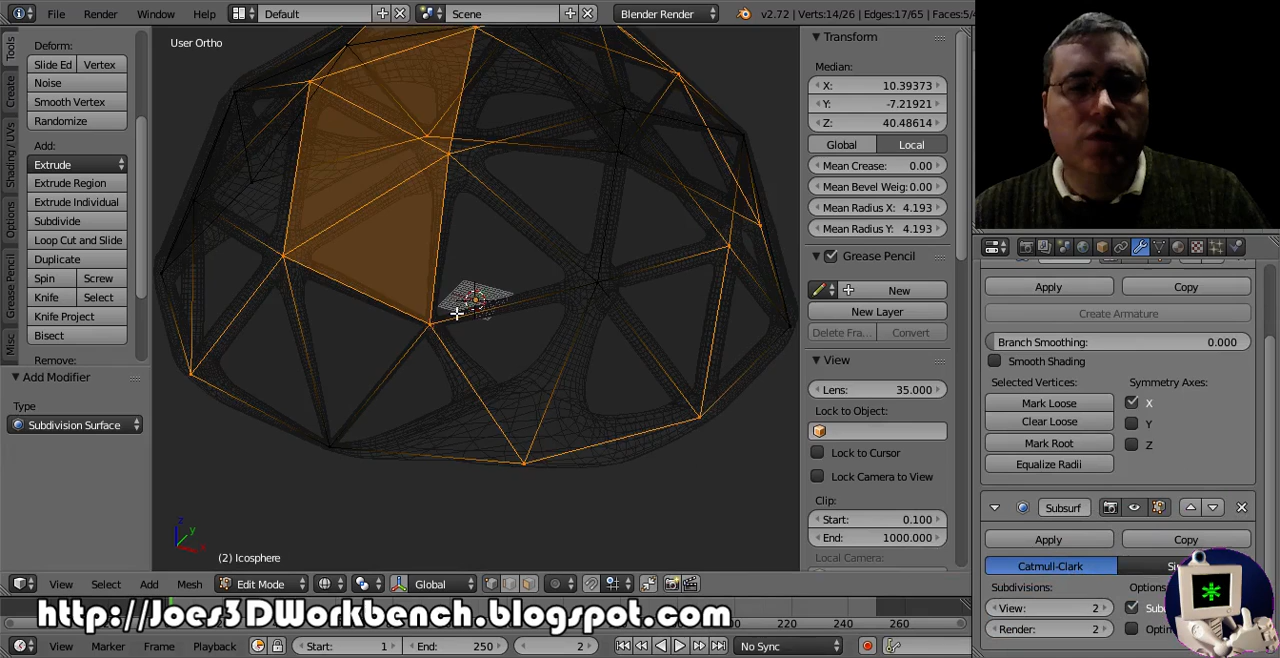 File
Render
Window
Help
Default
Scene
Blender Render
v2.72 | Verts:14/26 | Edges:17/65 | Faces:5/4
User Ortho
Tools
Create
Shading / UVs
Options
Grease Pencil
Misc
Deform:
Slide Ed
Vertex
Noise
Smooth Vertex
Randomize
Add:
Extrude
Extrude Region
Extrude Individual
Subdivide
Loop Cut and Slide
Duplicate
Spin
Screw
Knife
Select
Knife Project
Bisect
Remove:
Add Modifier
Type
Subdivision Surface
(2) Icosphere
Transform
Median:
X: 10.39373
Y: -7.21921
Z: 40.48614
Global
Local
Mean Crease: 0.00
Mean Bevel Weig: 0.00
Mean Radius X: 4.193
Mean Radius Y: 4.193
Grease Pencil
New
New Layer
Delete Fra...
Convert
View
Lens: 35.000
Lock to Object:
Lock to Cursor
Lock Camera to View
Clip:
Start: 0.100
End: 1000.000
Local Camera:
Apply
Copy
Create Armature
Branch Smoothing: 0.000
Smooth Shading
Selected Vertices:
Symmetry Axes:
Mark Loose
X
Clear Loose
Y
Mark Root
Z
Equalize Radii
Subsurf
Apply
Copy
Catmull-Clark
Subdivisions:
Options
View: 2
Render: 2
View
Select
Add
Mesh
Edit Mode
Global
http://Joes3DWorkbench.blogspot.com
220
240
260
View
Marker
Frame
Playback
Start: 1
End: 250
2
No Sync